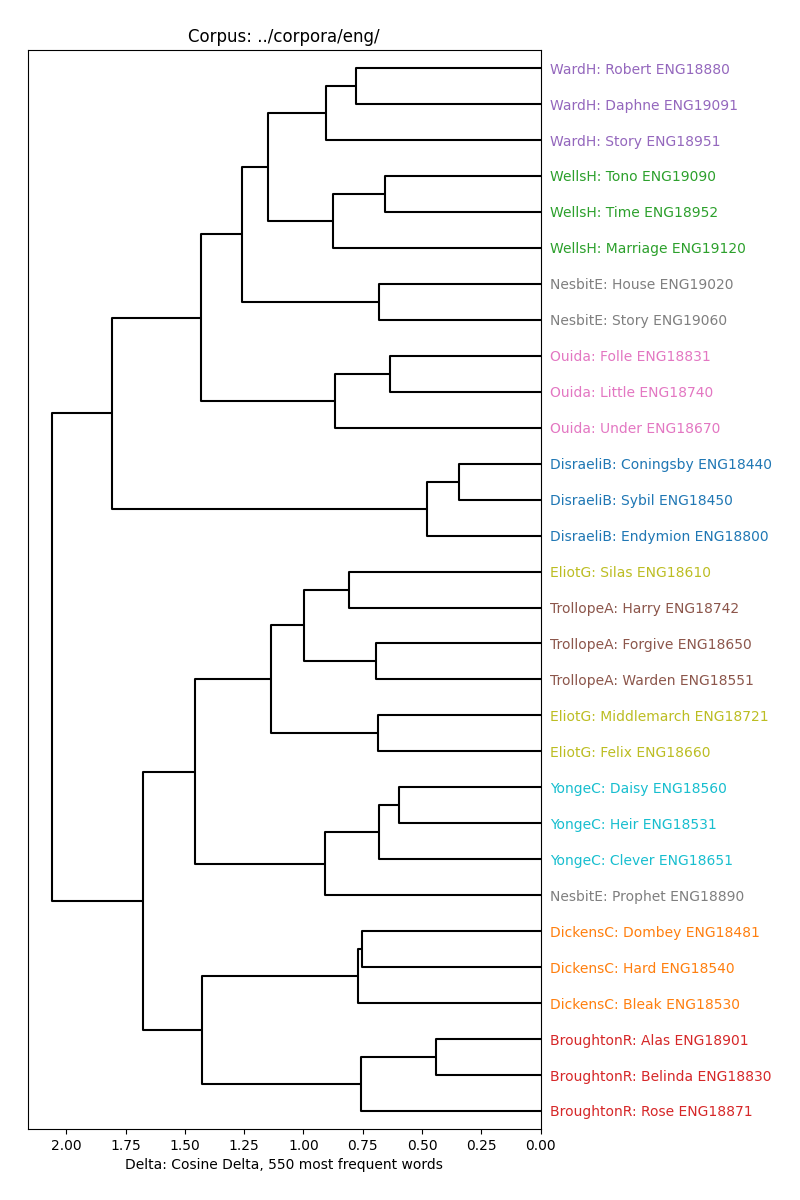 Corpus: ../corpora/eng/
WardH: Robert ENG18880
WardH: Daphne ENG19091
WardH: Story ENG18951
WellsH: Tono ENG19090
WellsH: Time ENG18952
WellsH: Marriage ENG19120
NesbitE: House ENG19020
NesbitE: Story ENG19060
Ouida: Folle ENG18831
Ouida: Little ENG18740
Ouida: Under ENG18670
DisraeliB: Coningsby ENG18440
DisraeliB: Sybil ENG18450
DisraeliB: Endymion ENG18800
EliotG: Silas ENG18610
TrollopeA: Harry ENG18742
TrollopeA: Forgive ENG18650
TrollopeA: Warden ENG18551
EliotG: Middlemarch ENG18721
EliotG: Felix ENG18660
YongeC: Daisy ENG18560
YongeC: Heir ENG18531
YongeC: Clever ENG18651
NesbitE: Prophet ENG18890
DickensC: Dombey ENG18481
DickensC: Hard ENG18540
DickensC: Bleak ENG18530
BroughtonR: Alas ENG18901
BroughtonR: Belinda ENG18830
BroughtonR: Rose ENG18871
2.00 1.75 1.50 1.25 1.00 0.75 0.50 0.25 0.00
Delta: Cosine Delta, 550 most frequent words